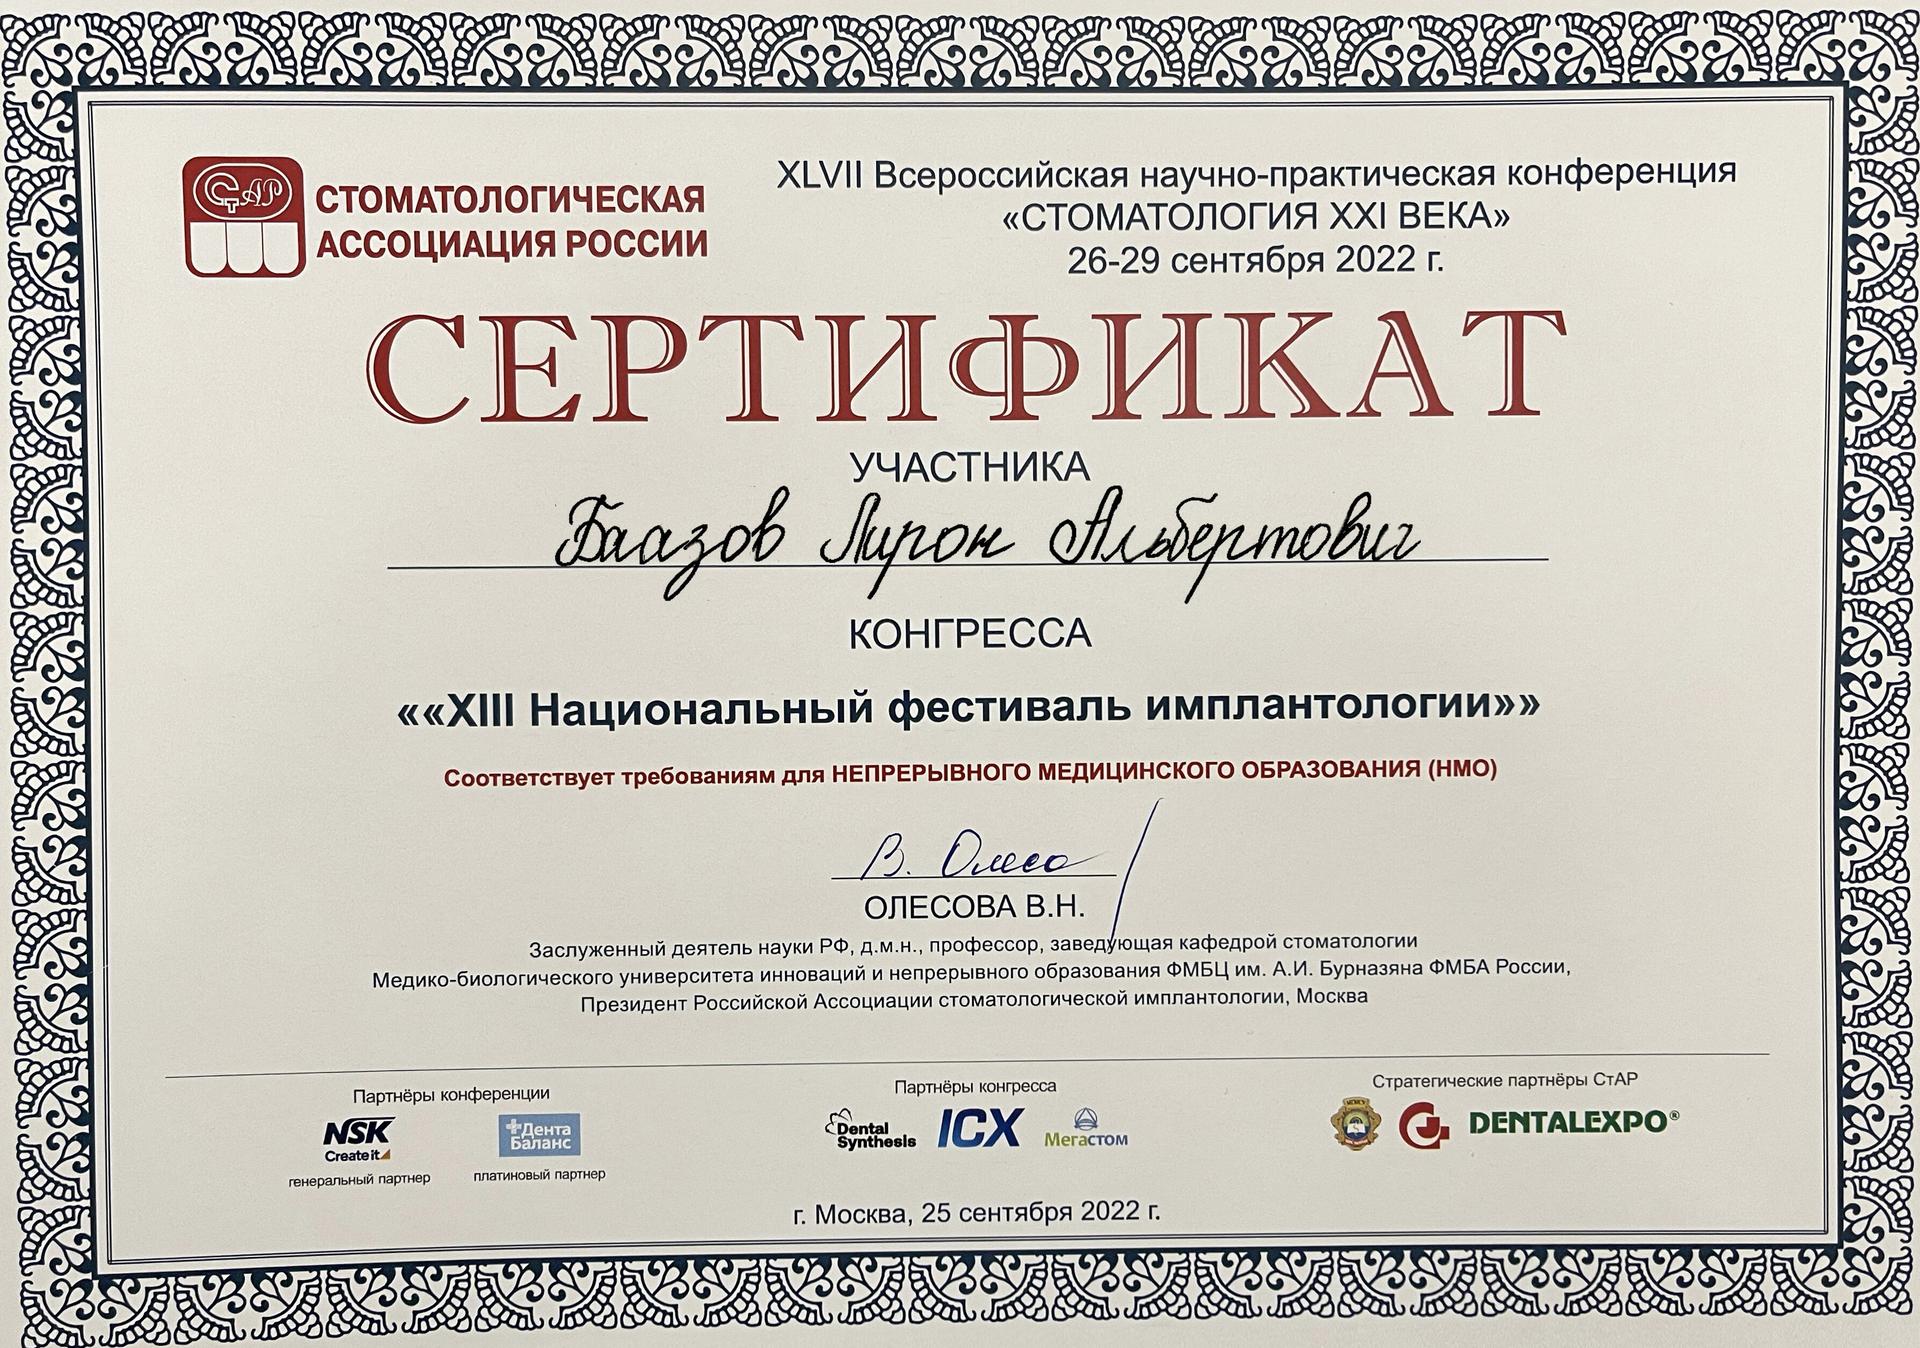 СтАР
СТОМАТОЛОГИЧЕСКАЯ
АССОЦИАЦИЯ РОССИИ
XLVII Всероссийская научно-практическая конференция
«СТОМАТОЛОГИЯ XXI ВЕКА»
26-29 сентября 2022 г.
СЕРТИФИКАТ
УЧАСТНИКА
Баазов Лирон Альбертович
КОНГРЕССА
««XIII Национальный фестиваль имплантологии»»
Соответствует требованиям для НЕПРЕРЫВНОГО МЕДИЦИНСКОГО ОБРАЗОВАНИЯ (НМО)
В. Олесо
ОЛЕСОВА В.Н.
Заслуженный деятель науки РФ, д.м.н., профессор, заведующая кафедрой стоматологии
Медико-биологического университета инноваций и непрерывного образования ФМБЦ им. А.И. Бурназяна ФМБА России,
Президент Российской Ассоциации стоматологической имплантологии, Москва
Партнёры конференции
NSK
Create it
генеральный партнер
Дента
Баланс
платиновый партнер
Партнёры конгресса
Dental
Synthesis
ICX
Мегастом
Стратегические партнёры СтАР
DENTALEXPO®
г. Москва, 25 сентября 2022 г.